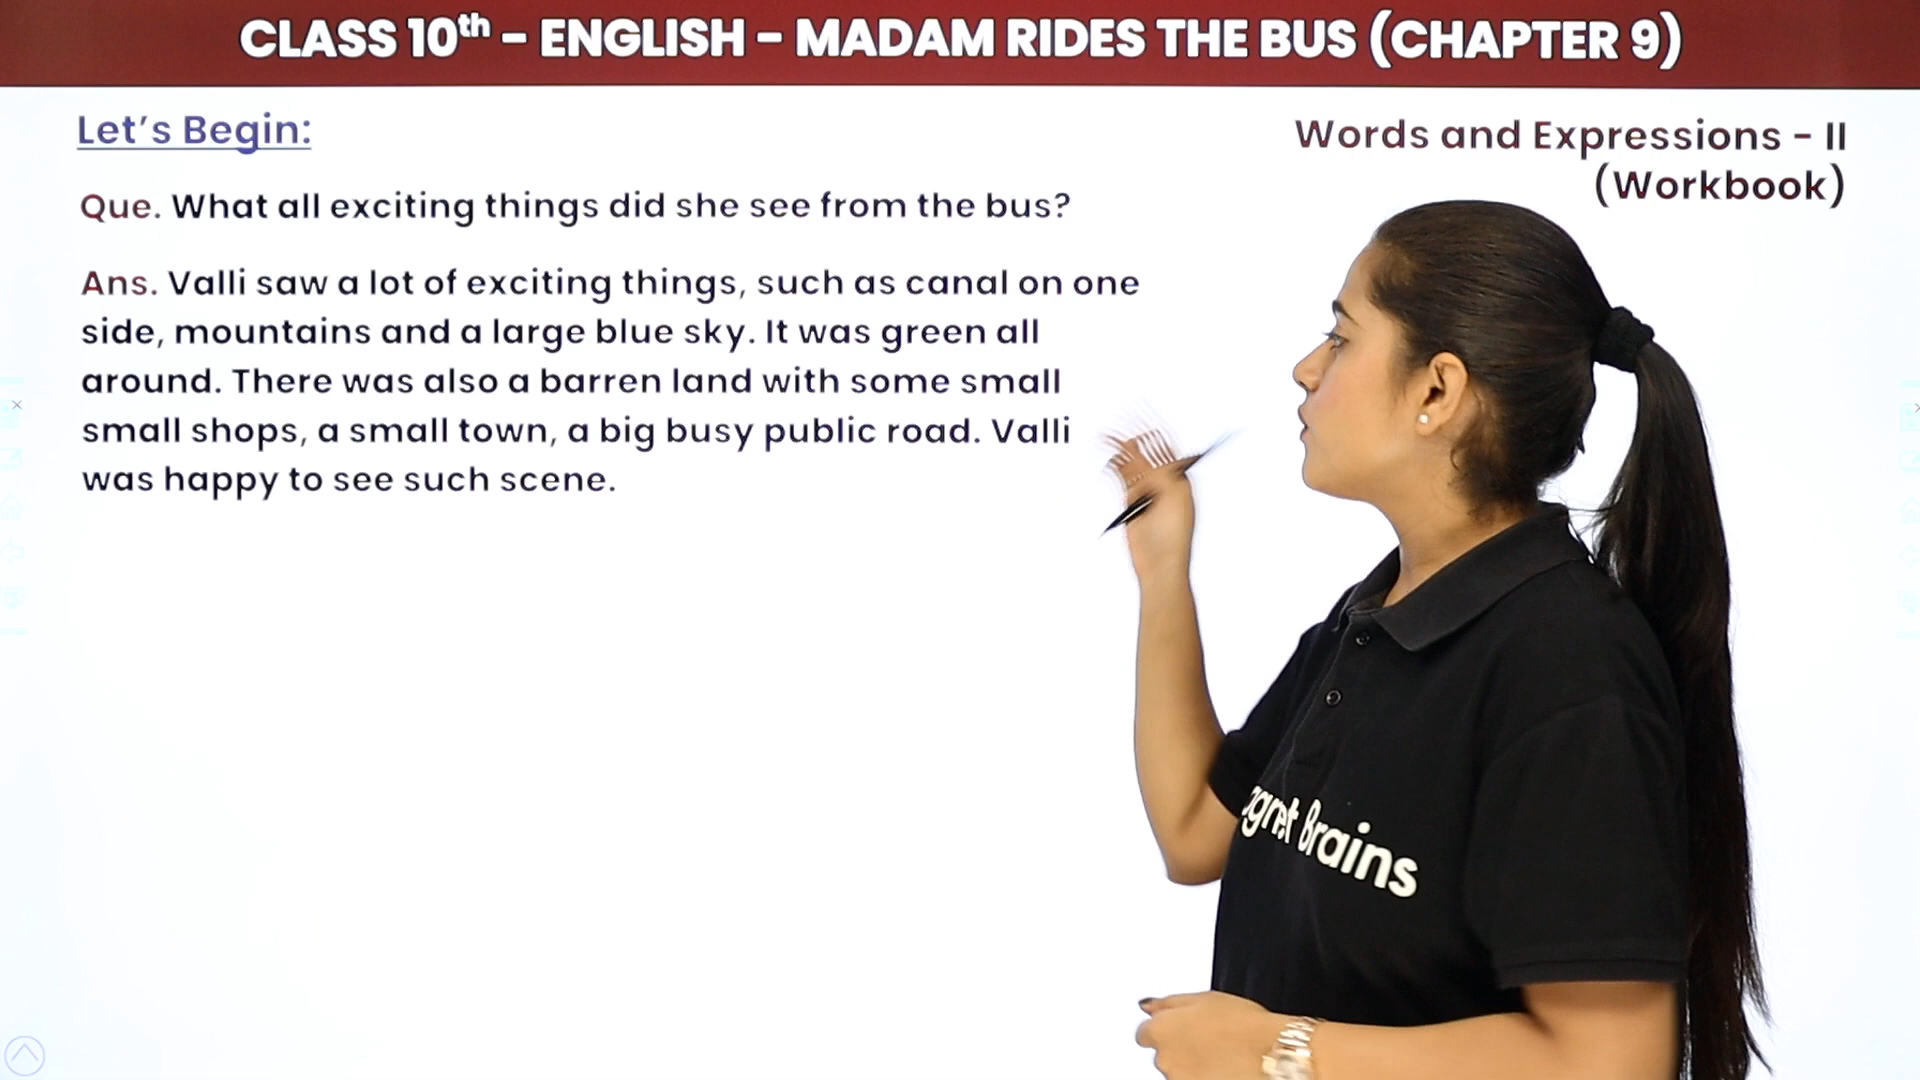 CLASS 10th - ENGLISH - MADAM RIDES THE BUS (CHAPTER 9)
Let's Begin:
Words and Expressions - II
(Workbook)
Que. What all exciting things did she see from the bus?
Ans. Valli saw a lot of exciting things, such as canal on one
side, mountains and a large blue sky. It was green all
around. There was also a barren land with some small
small shops, a small town, a big busy public road. Valli
was happy to see such scene.
Brains